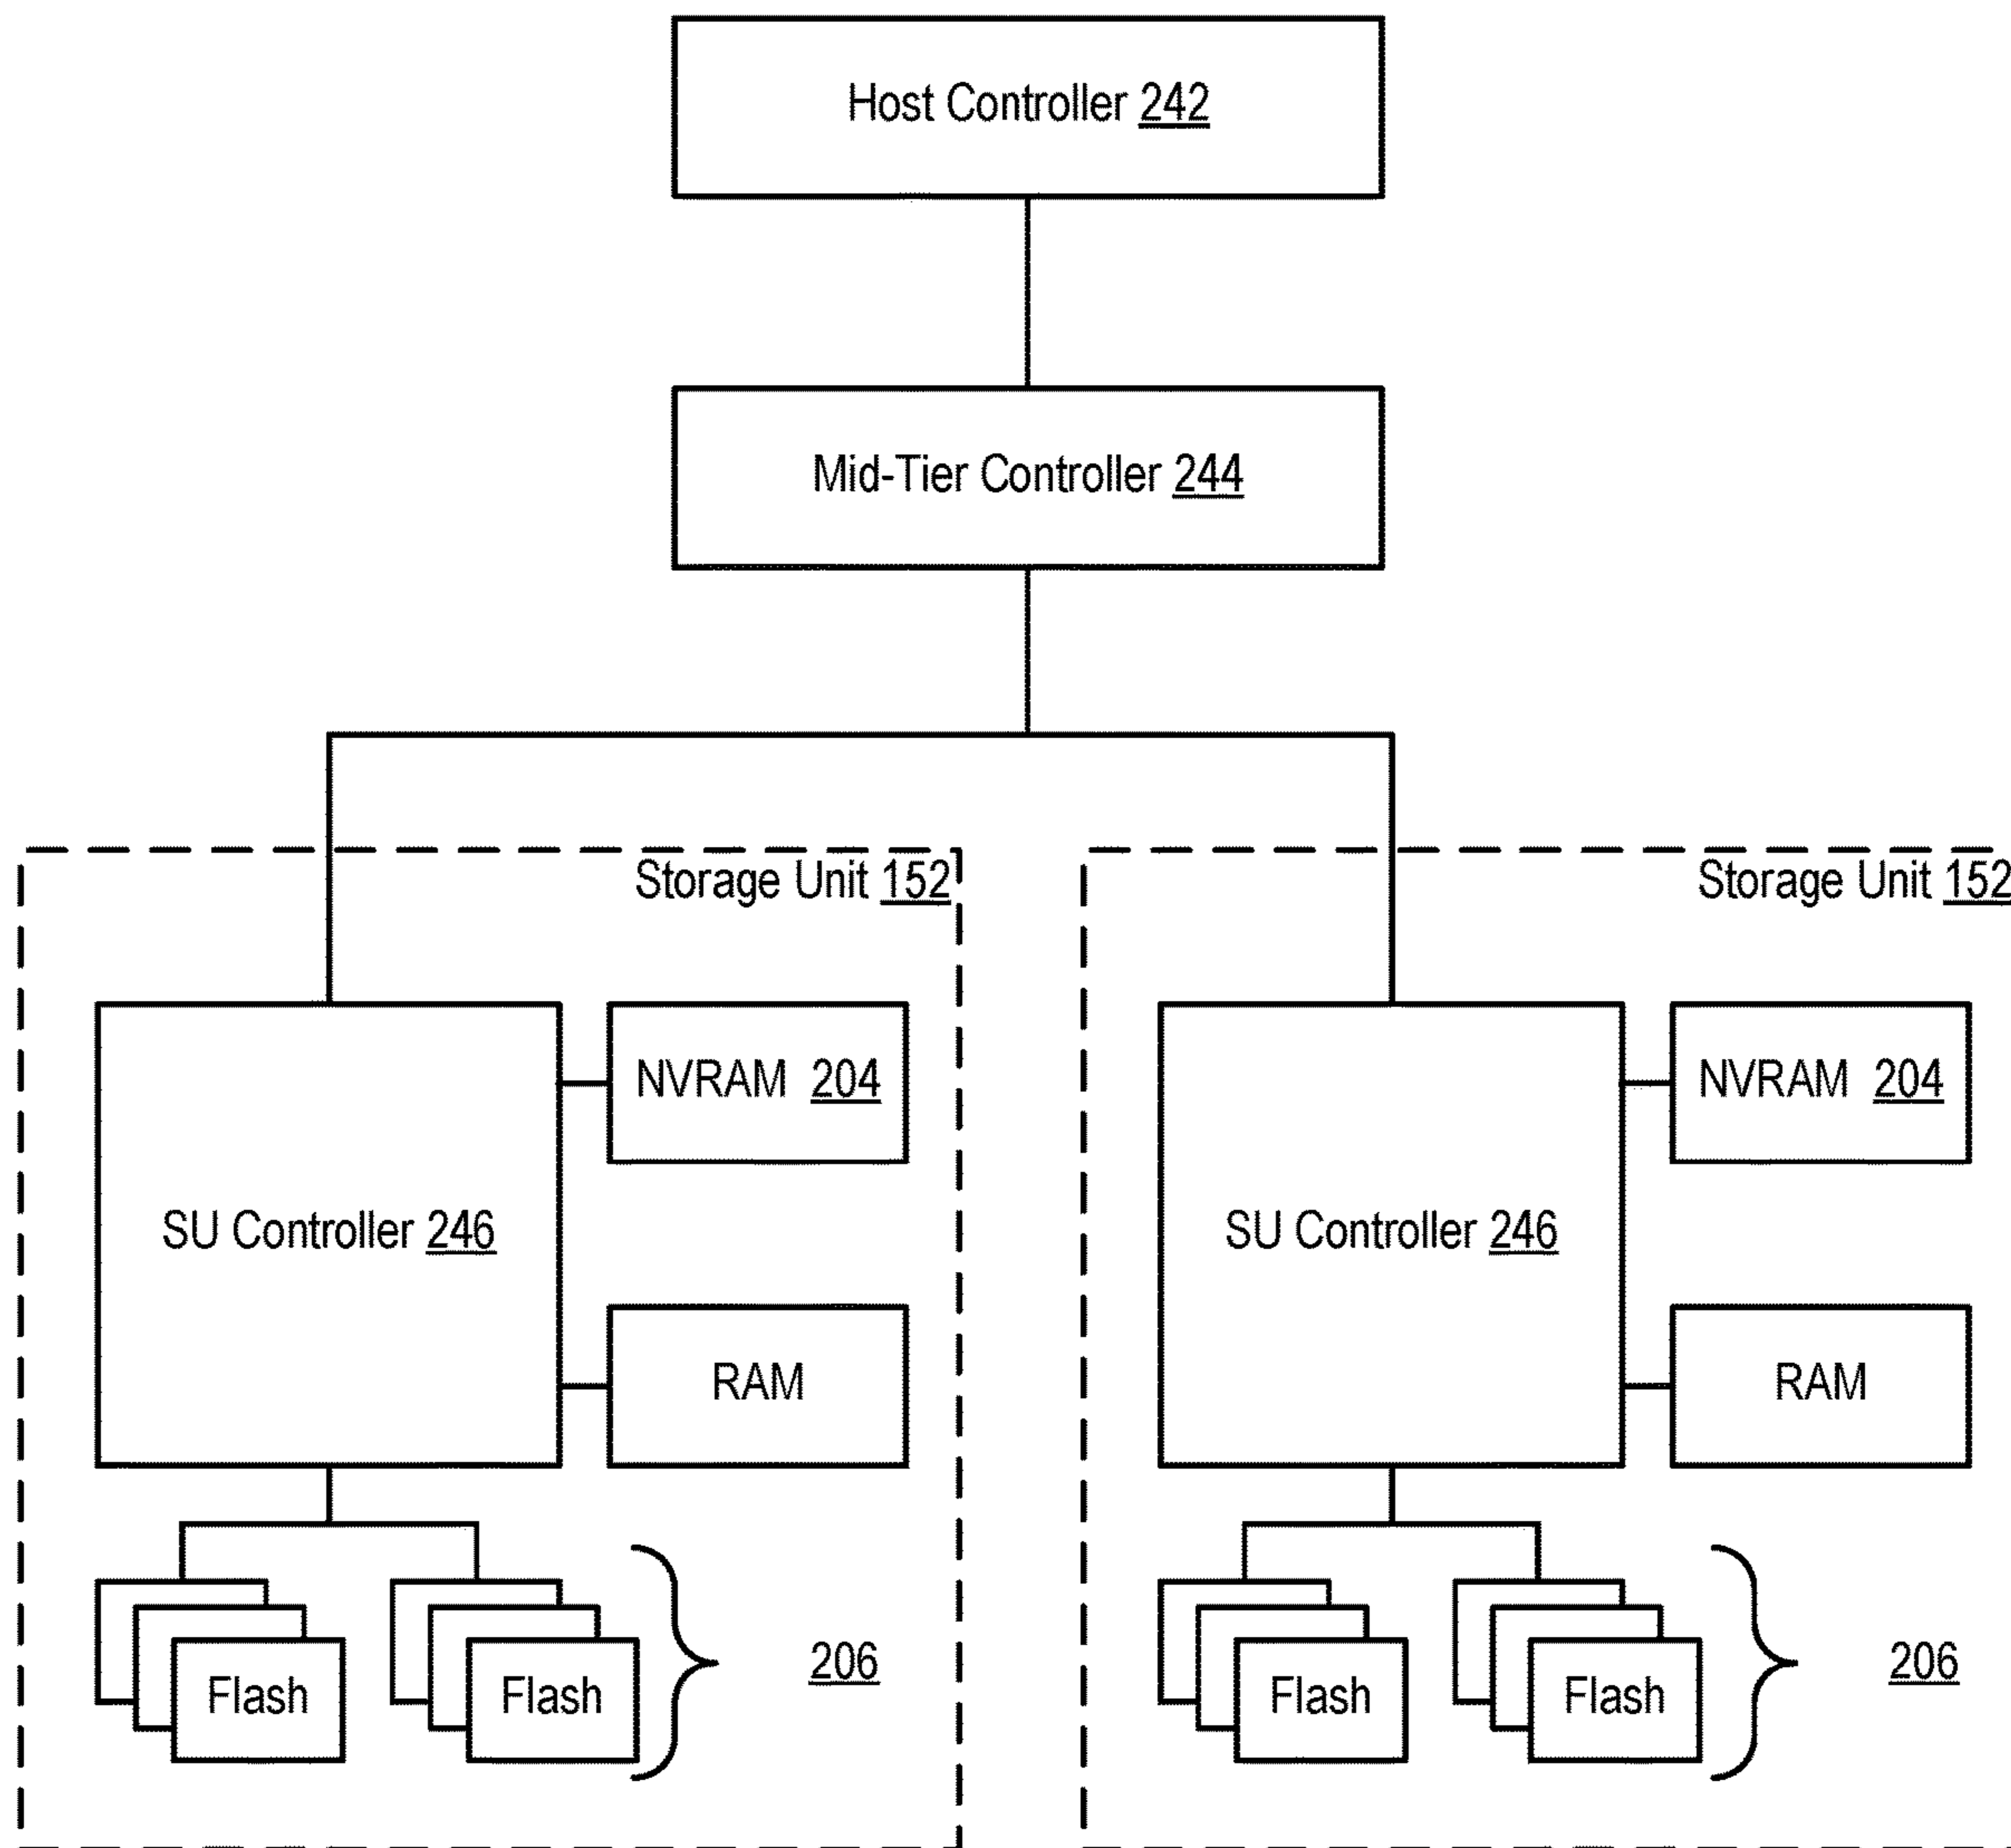 Host Controller 242
Mid-Tier Controller 244
Storage Unit 152
Storage Unit 152
NVRAM 204
NVRAM 204
SU Controller 246
SU Controller 246
RAM
RAM
Flash
Flash
206
Flash
Flash
206